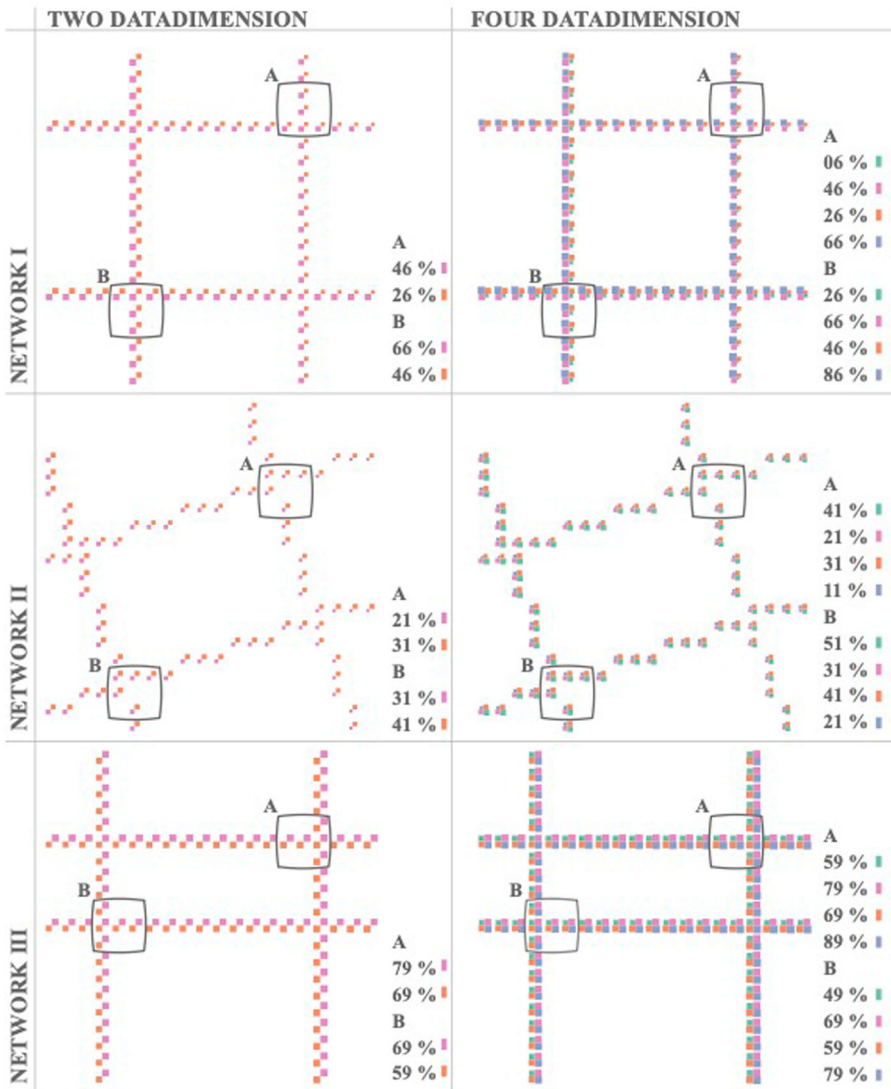 TWO DATADIMENSION
FOUR DATADIMENSION
NETWORK I
A
B
A
46 %
26 %
B
66 %
46 %
A
B
A
06 %
46 %
26 %
66 %
B
26 %
66 %
46 %
86 %
NETWORK II
A
B
A
21 %
31 %
B
31 %
41 %
A
B
A
41 %
21 %
31 %
11 %
B
51 %
31 %
41 %
21 %
NETWORK III
A
B
A
79 %
69 %
B
69 %
59 %
A
B
A
59 %
79 %
69 %
89 %
B
49 %
69 %
59 %
79 %